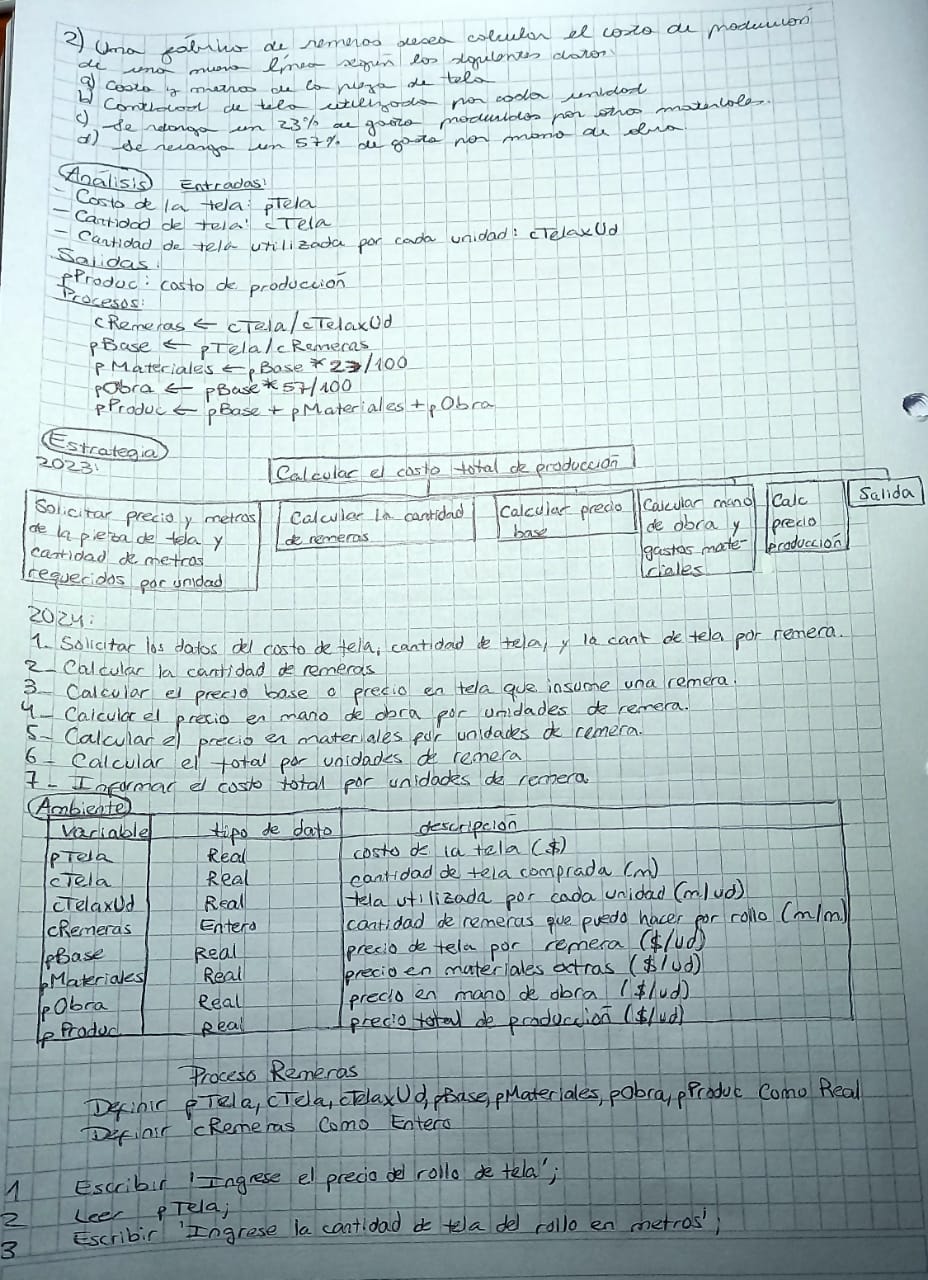 2) Una fábrica de remeras desea calcular el costo de producción
de una nueva línea según los siguientes datos:
a) costo y metros de la pieza de tela
b) Cantidad de tela utilizada por cada unidad
c) Se recarga un 23% de gasto producidos por otros materiales.
d) Se recarga un 57% de gasto por mano de obra.
Análisis Entradas:
- Costo de la tela: pTela
- Cantidad de tela: cTela
- Cantidad de tela utilizada por cada unidad: cTelaxUd
Salidas:
pProduc: costo de producción
Procesos:
cRemeras ← cTela/cTelaxUd
pBase ← pTela/cRemeras
pMateriales ← pBase * 23/100
pObra ← pBase * 57/100
pProduc ← pBase + pMateriales + pObra
Estrategia
2023:
Calcular el costo total de producción
Solicitar precio y metros
de la pieza de tela y
cantidad de metros
requeridos por unidad
Calcular la cantidad
de remeras
Calcular precio
base
Calcular mano
de obra y
gastos mate-
riales
Calc
precio
producción
Salida
2024:
1- Solicitar los datos del costo de tela, cantidad de tela, y la cant de tela por remera.
2- Calcular la cantidad de remeras
3- Calcular el precio base o precio en tela que insume una remera.
4- Calcular el precio en mano de obra por unidades de remera.
5- Calcular el precio en materiales por unidades de remera.
6- Calcular el total por unidades de remera
7- Informar el costo total por unidades de remera
Ambiente
Variable tipo de dato descripción
pTela Real costo de la tela ($)
cTela Real cantidad de tela comprada (m)
cTelaxUd Real tela utilizada por cada unidad (m/ud)
cRemeras Entero cantidad de remeras que puedo hacer por rollo (m/m)
pBase Real precio de tela por remera ($/ud)
pMateriales Real precio en materiales extras ($/ud)
pObra Real precio en mano de obra ($/ud)
pProduc Real precio total de producción ($/ud)
Proceso Remeras
Definir pTela, cTela, cTelaxUd, pBase, pMateriales, pObra, pProduc Como Real
Definir cRemeras Como Entero
1 Escribir 'Ingrese el precio del rollo de tela';
2 Leer pTela;
3 Escribir 'Ingrese la cantidad de tela del rollo en metros';